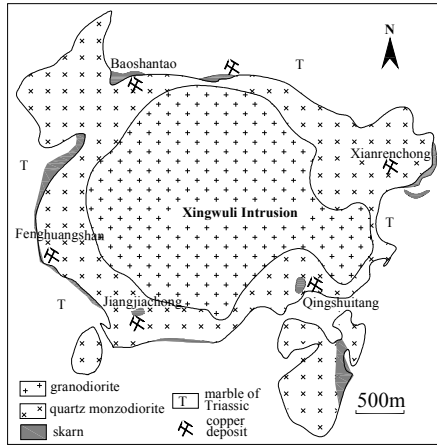 N
Baoshantao
T
Xianrenchong
T
Xingwuli Intrusion
T
Fenghuangshan
T
Jiangjiachong
Qingshuitang
granodiorite
quartz monzodiorite
skarn
T
marble of
Triassic
copper
deposit
500m